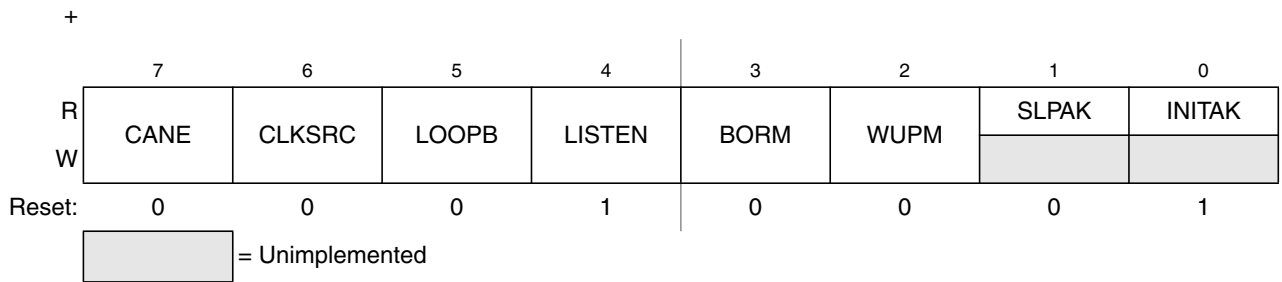 +
7 6 5 4 3 2 1 0
R CANE CLKSRC LOOPB LISTEN BORM WUPM SLPAK INITAK
W
Reset: 0 0 0 1 0 0 0 1
= Unimplemented